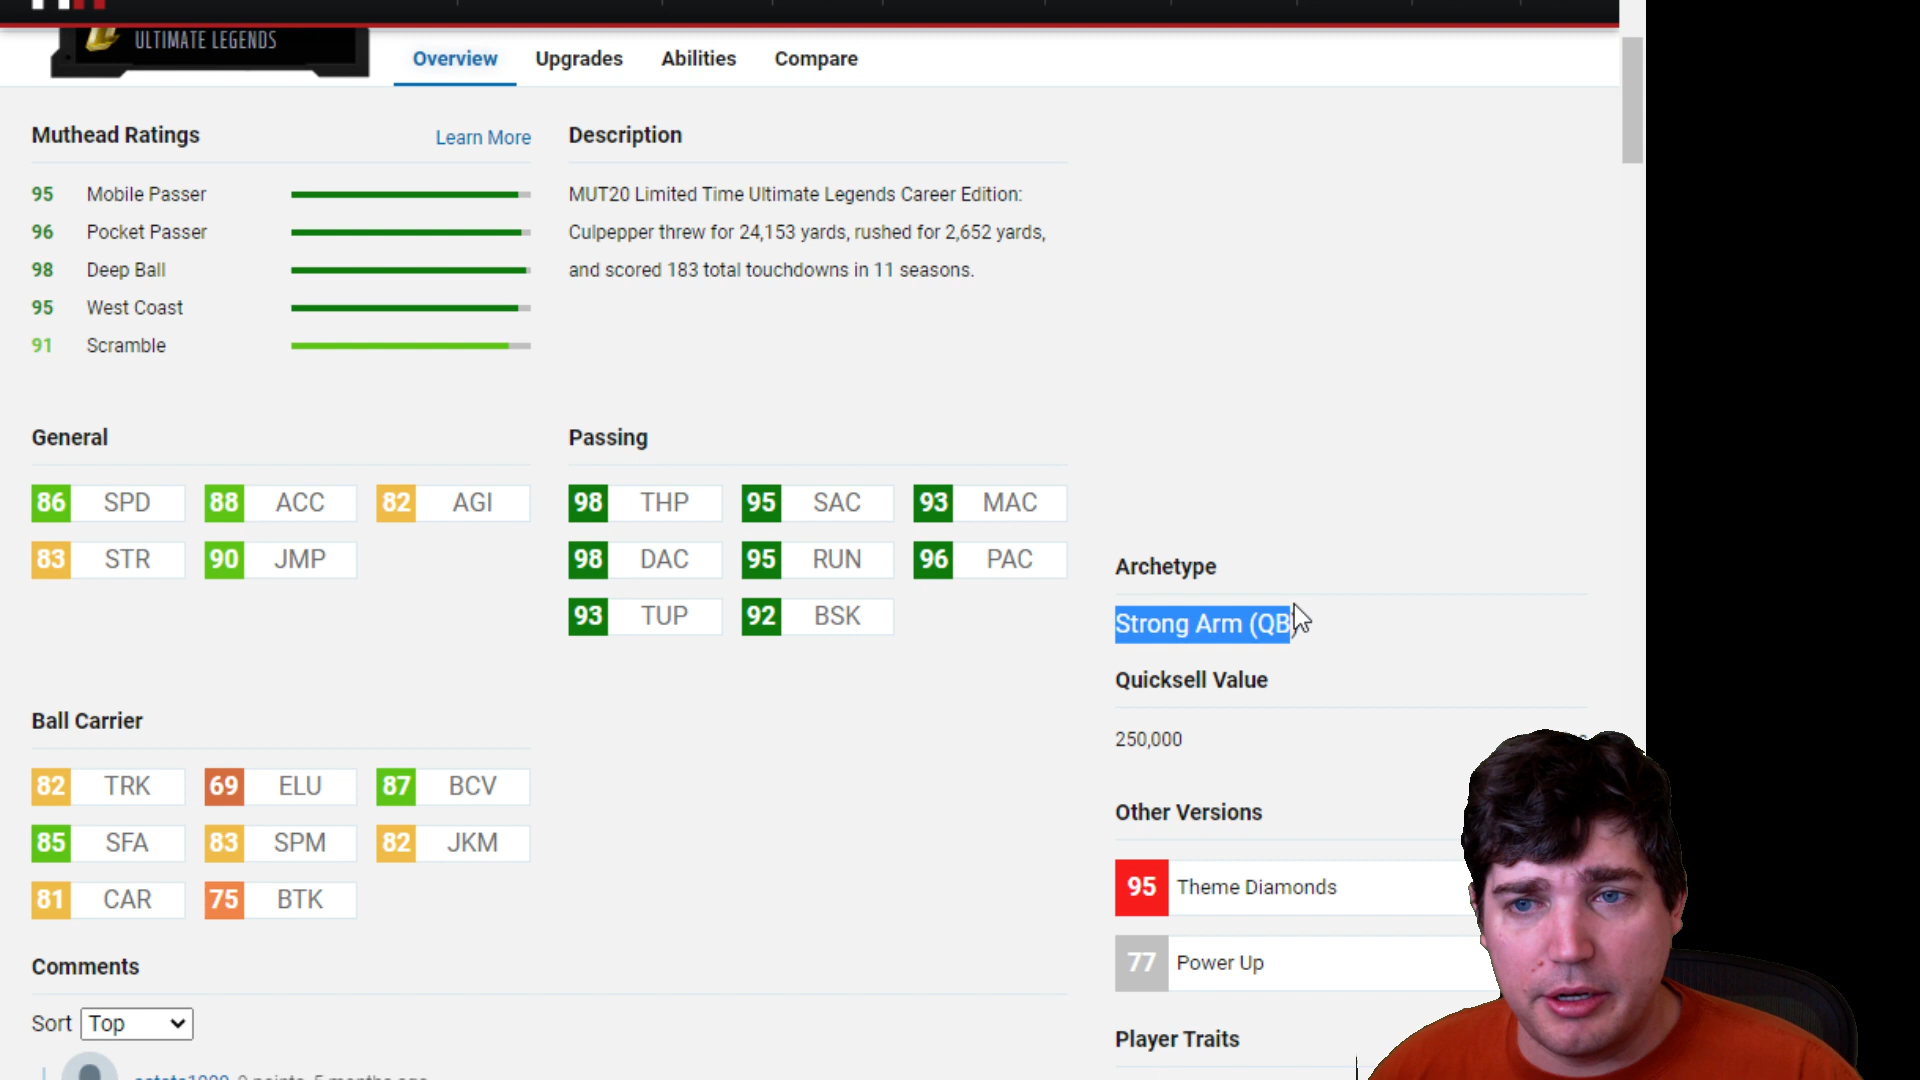 ULTIMATE LEGENDS
Overview Upgrades Abilities Compare
Muthead Ratings Learn More
95 Mobile Passer
96 Pocket Passer
98 Deep Ball
95 West Coast
91 Scramble
Description
MUT20 Limited Time Ultimate Legends Career Edition:
Culpepper threw for 24,153 yards, rushed for 2,652 yards,
and scored 183 total touchdowns in 11 seasons.
General
86 SPD 88 ACC 82 AGI
83 STR 90 JMP
Passing
98 THP 95 SAC 93 MAC
98 DAC 95 RUN 96 PAC
93 TUP 92 BSK
Archetype
Strong Arm (QB)
Quicksell Value
250,000
Ball Carrier
82 TRK 69 ELU 87 BCV
85 SFA 83 SPM 82 JKM
81 CAR 75 BTK
Other Versions
95 Theme Diamonds
77 Power Up
Player Traits
Comments
Sort Top
0 points 5 months ago